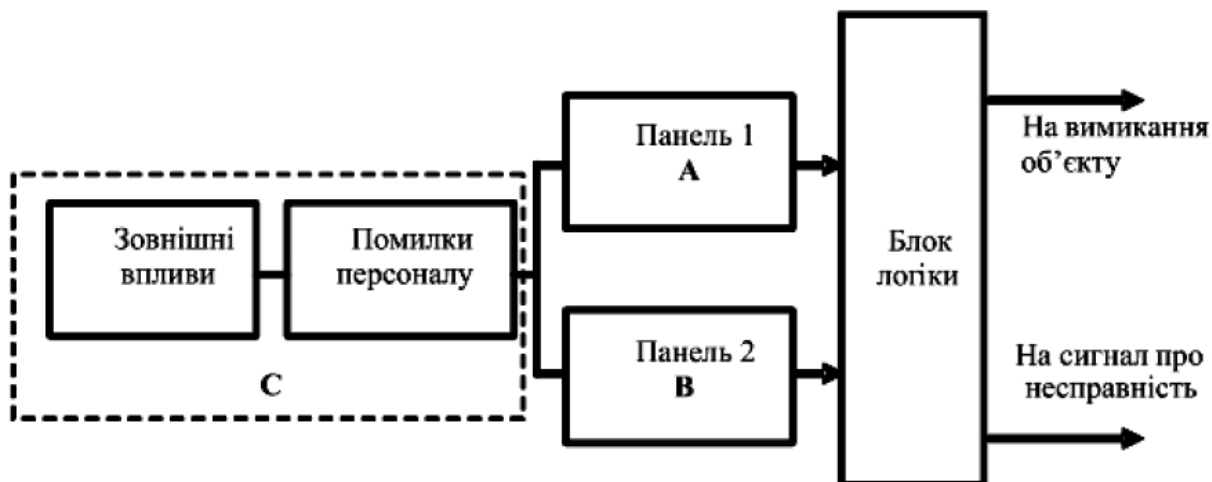 Зовнішні
впливи
Помилки
персоналу
С
Панель 1
А
Панель 2
В
Блок
логіки
На вимикання
об’єкту
На сигнал про
несправність